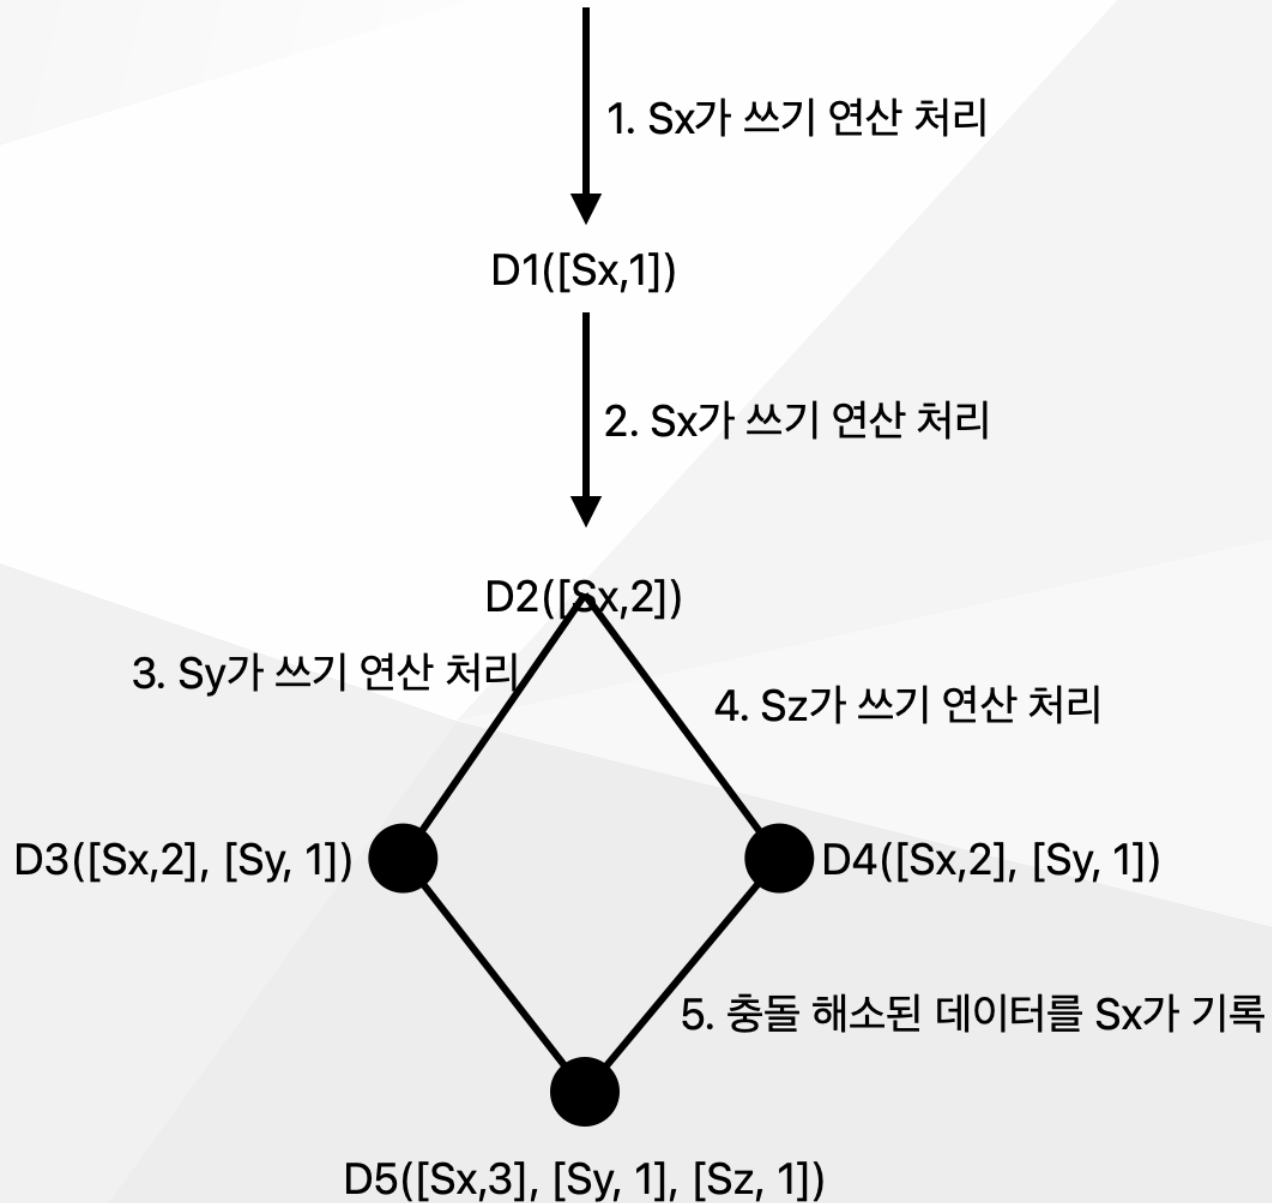 1. Sx가 쓰기 연산 처리
D1([Sx,1])
2. Sx가 쓰기 연산 처리
D2([Sx,2])
3. Sy가 쓰기 연산 처리
4. Sz가 쓰기 연산 처리
D3([Sx,2], [Sy, 1])
D4([Sx,2], [Sy, 1])
5. 충돌 해소된 데이터를 Sx가 기록
D5([Sx,3], [Sy, 1], [Sz, 1])